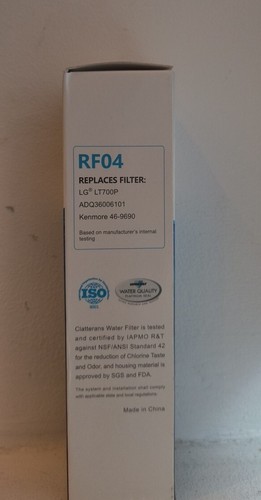 RF04
REPLACES FILTER:
LG® LT700P
ADQ36006101
Kenmore 46-9690
Based on manufacturer's internal
testing
ISO
WATER QUALITY
Clatterans Water Filter is tested
and certified by IAPMO R&T
against NSF/ANSI Standard 42
for the reduction of Chlorine Taste
and Odor, and housing material is
approved by SGS and FDA.
The system and installation shall comply
with applicable state and local regulations.
Made in China